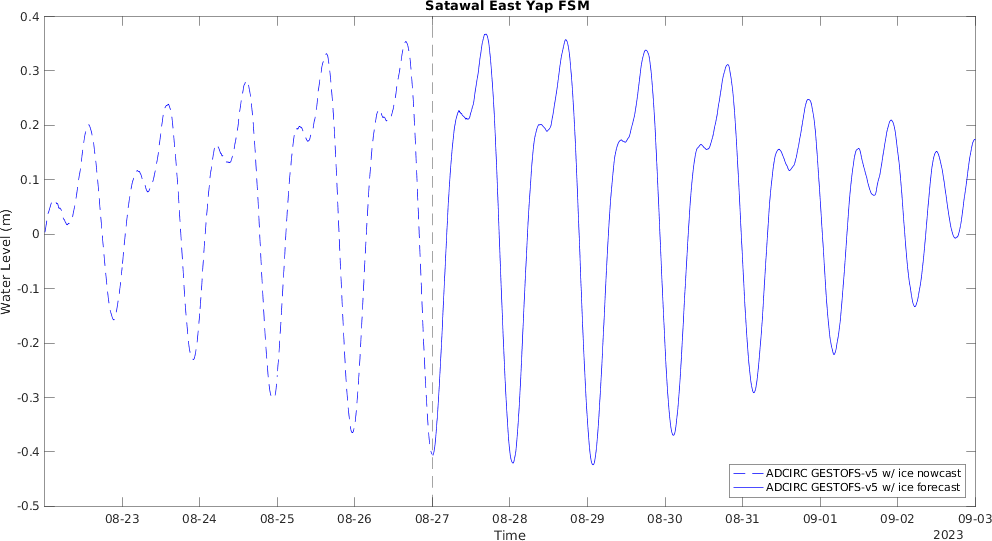 Satawal East Yap FSM
0.4
0.3
0.2
0.1
0
-0.1
-0.2
-0.3
-0.4
-0.5
Water Level (m)
ADCIRC GESTOFS-v5 w/ ice nowcast
ADCIRC GESTOFS-v5 w/ ice forecast
08-23 08-24 08-25 08-26 08-27 08-28 08-29 08-30 08-31 09-01 09-02 09-03
Time
2023